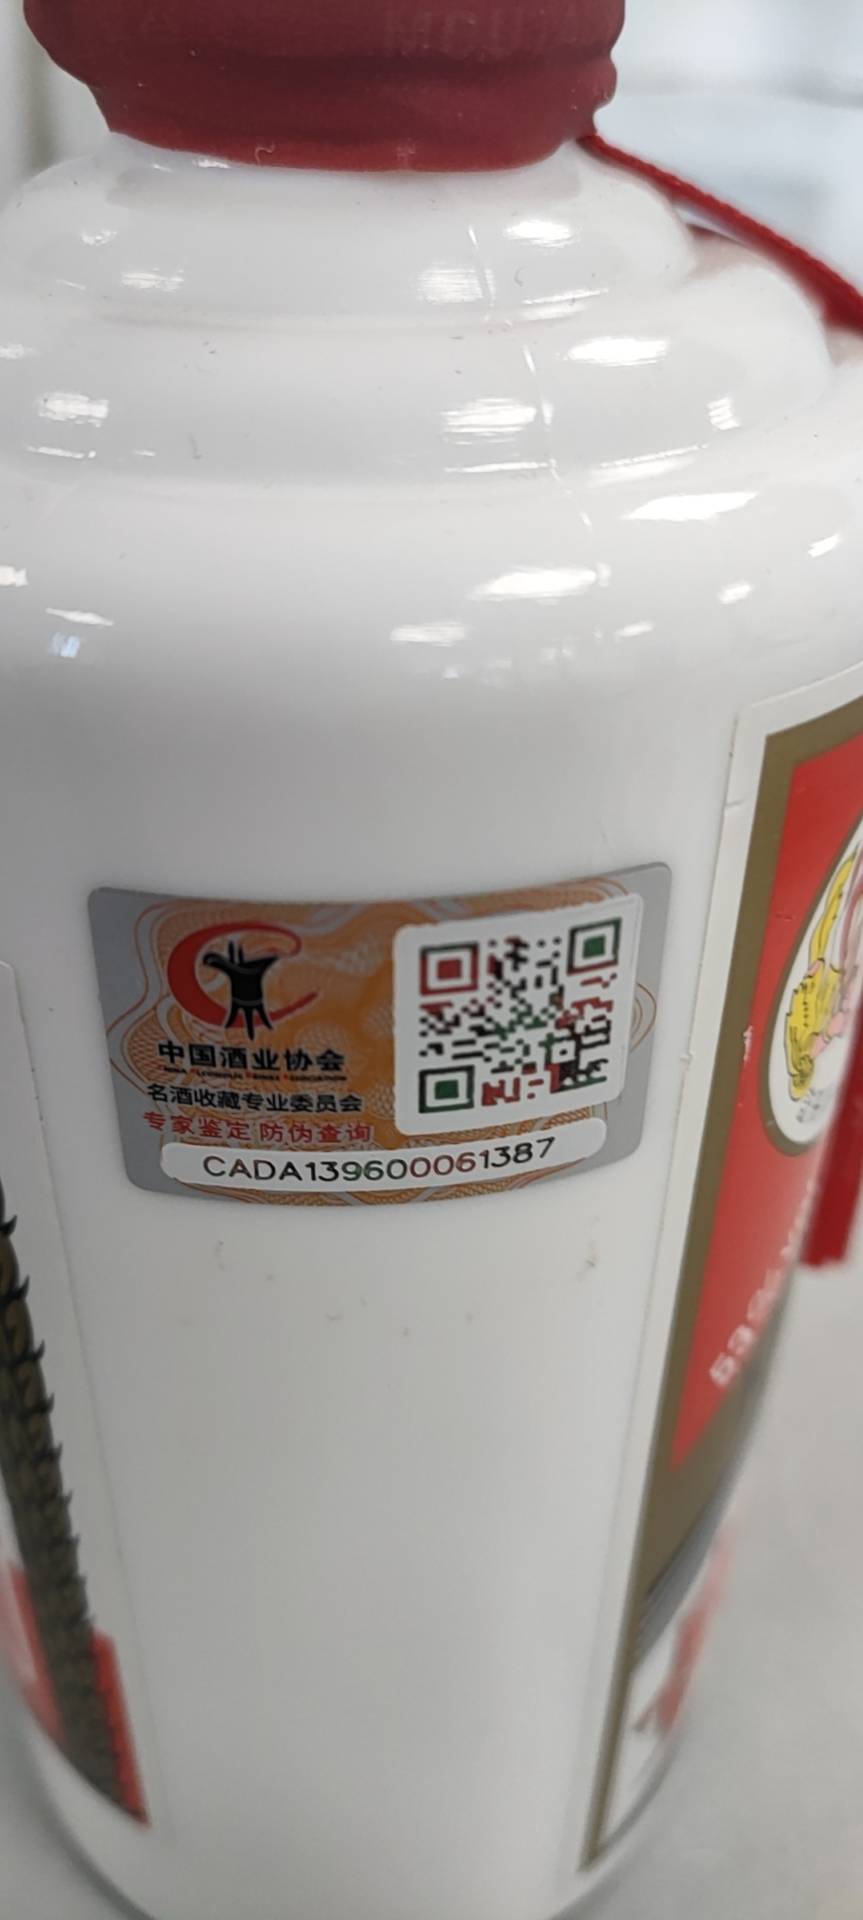 中国酒业协会
名酒收藏专业委员会
专家鉴定 防伪查询
CADA139600061387
53%